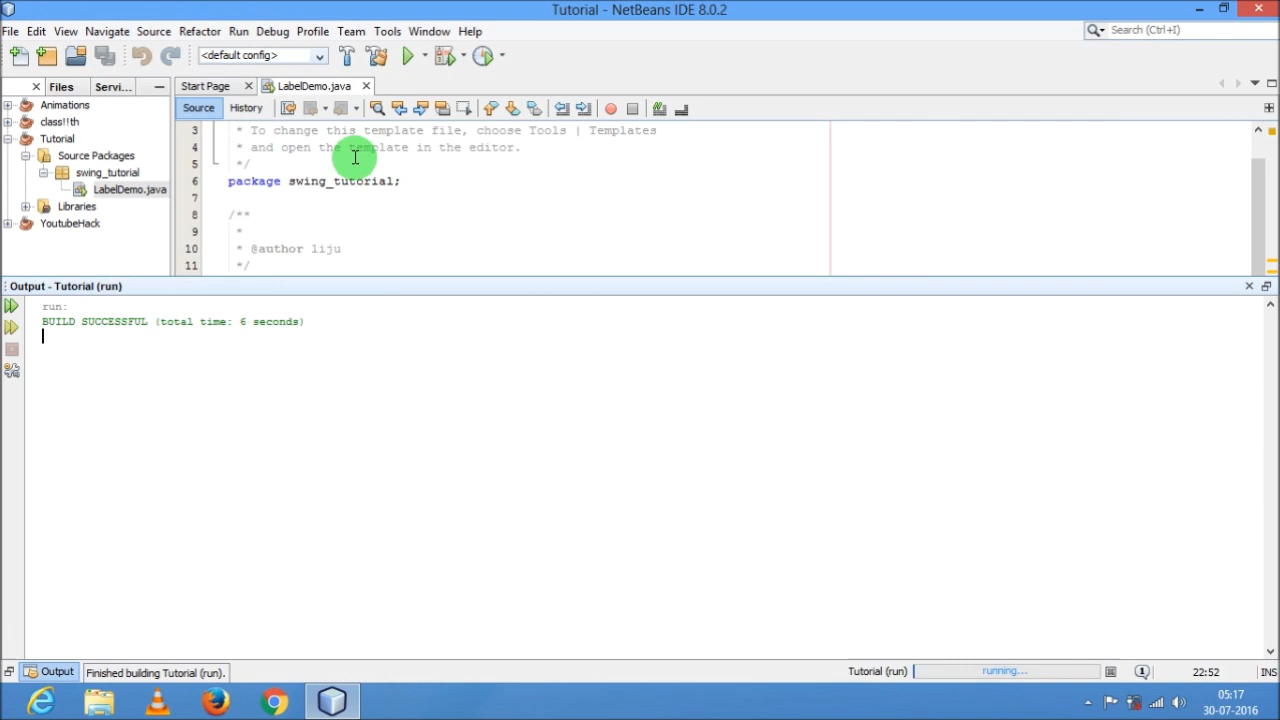 Tutorial - NetBeans IDE 8.0.2
File Edit View Navigate Source Refactor Run Debug Profile Team Tools Window Help
Search (Ctrl+I)
<default config>
Files Servi...
Start Page LabelDemo.java
Source History
Animations
class!!th
Tutorial
Source Packages
swing_tutorial
LabelDemo.java
Libraries
YoutubeHack
3 * To change this template file, choose Tools | Templates
4 * and open the template in the editor.
5 */
6 package swing_tutorial;
7
8 /**
9 *
10 * @author liju
11 */
Output - Tutorial (run)
run:
BUILD SUCCESSFUL (total time: 6 seconds)
Output Finished building Tutorial (run). Tutorial (run) running... 1 22:52 INS
05:17
30-07-2016